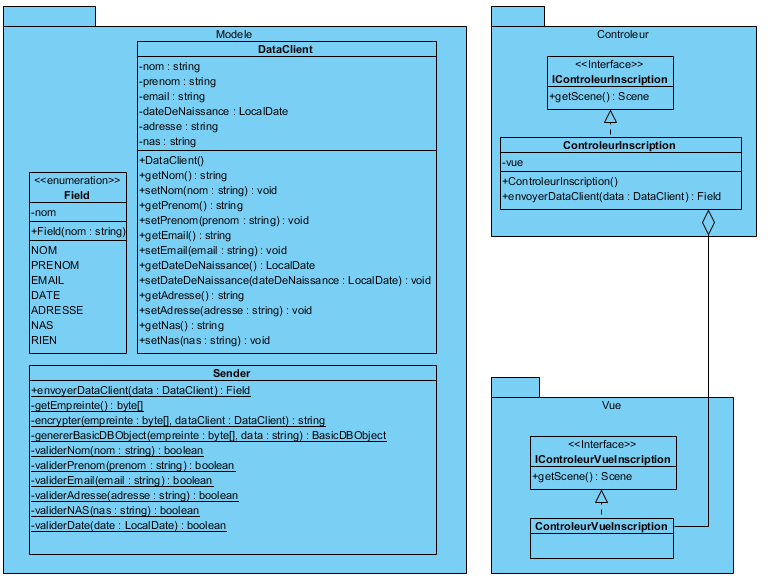 Modele
DataClient
-nom : string
-prenom : string
-email : string
-dateDeNaissance : LocalDate
-adresse : string
-nas : string
+DataClient()
+getNom() : string
+setNom(nom : string) : void
+getPrenom() : string
+setPrenom(prenom : string) : void
+getEmail() : string
+setEmail(email : string) : void
+getDateDeNaissance() : LocalDate
+setDateDeNaissance(dateDeNaissance : LocalDate) : void
+getAdresse() : string
+setAdresse(adresse : string) : void
+getNas() : string
+setNas(nas : string) : void
<<enumeration>>
Field
-nom
+Field(nom : string)
NOM
PRENOM
EMAIL
DATE
ADRESSE
NAS
RIEN
Sender
+envoyerDataClient(data : DataClient) : Field
-getEmpreinte() : byte[]
-encrypter(empreinte : byte[], dataClient : DataClient) : string
-genererBasicDBObject(empreinte : byte[], data : string) : BasicDBObject
-validerNom(nom : string) : boolean
-validerPrenom(prenom : string) : boolean
-validerEmail(email : string) : boolean
-validerAdresse(adresse : string) : boolean
-validerNAS(nas : string) : boolean
-validerDate(date : LocalDate) : boolean
Controleur
<<Interface>>
IControleurInscription
+getScene() : Scene
ControleurInscription
-vue
+ControleurInscription()
+envoyerDataClient(data : DataClient) : Field
Vue
<<Interface>>
IControleurVueInscription
+getScene() : Scene
ControleurVueInscription